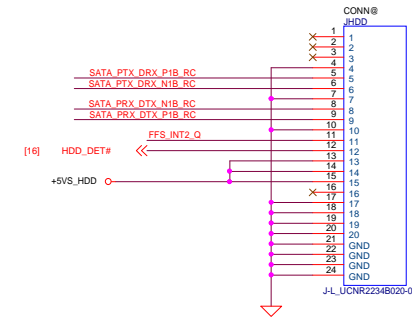 CONN@
JHDD
1 1
2 2
3 3
4 4
SATA_PTX_DRX_P1B_RC 5 5
SATA_PTX_DRX_N1B_RC 6 6
7 7
SATA_PRX_DTX_N1B_RC 8 8
SATA_PRX_DTX_P1B_RC 9 9
10 10
FFS_INT2_Q 11 11
[16] HDD_DET# 12 12
13 13
14 14
+5VS_HDD 15 15
16 16
17 17
18 18
19 19
20 20
21 GND
22 GND
23 GND
24 GND
J-L_UCNR2234B020-0